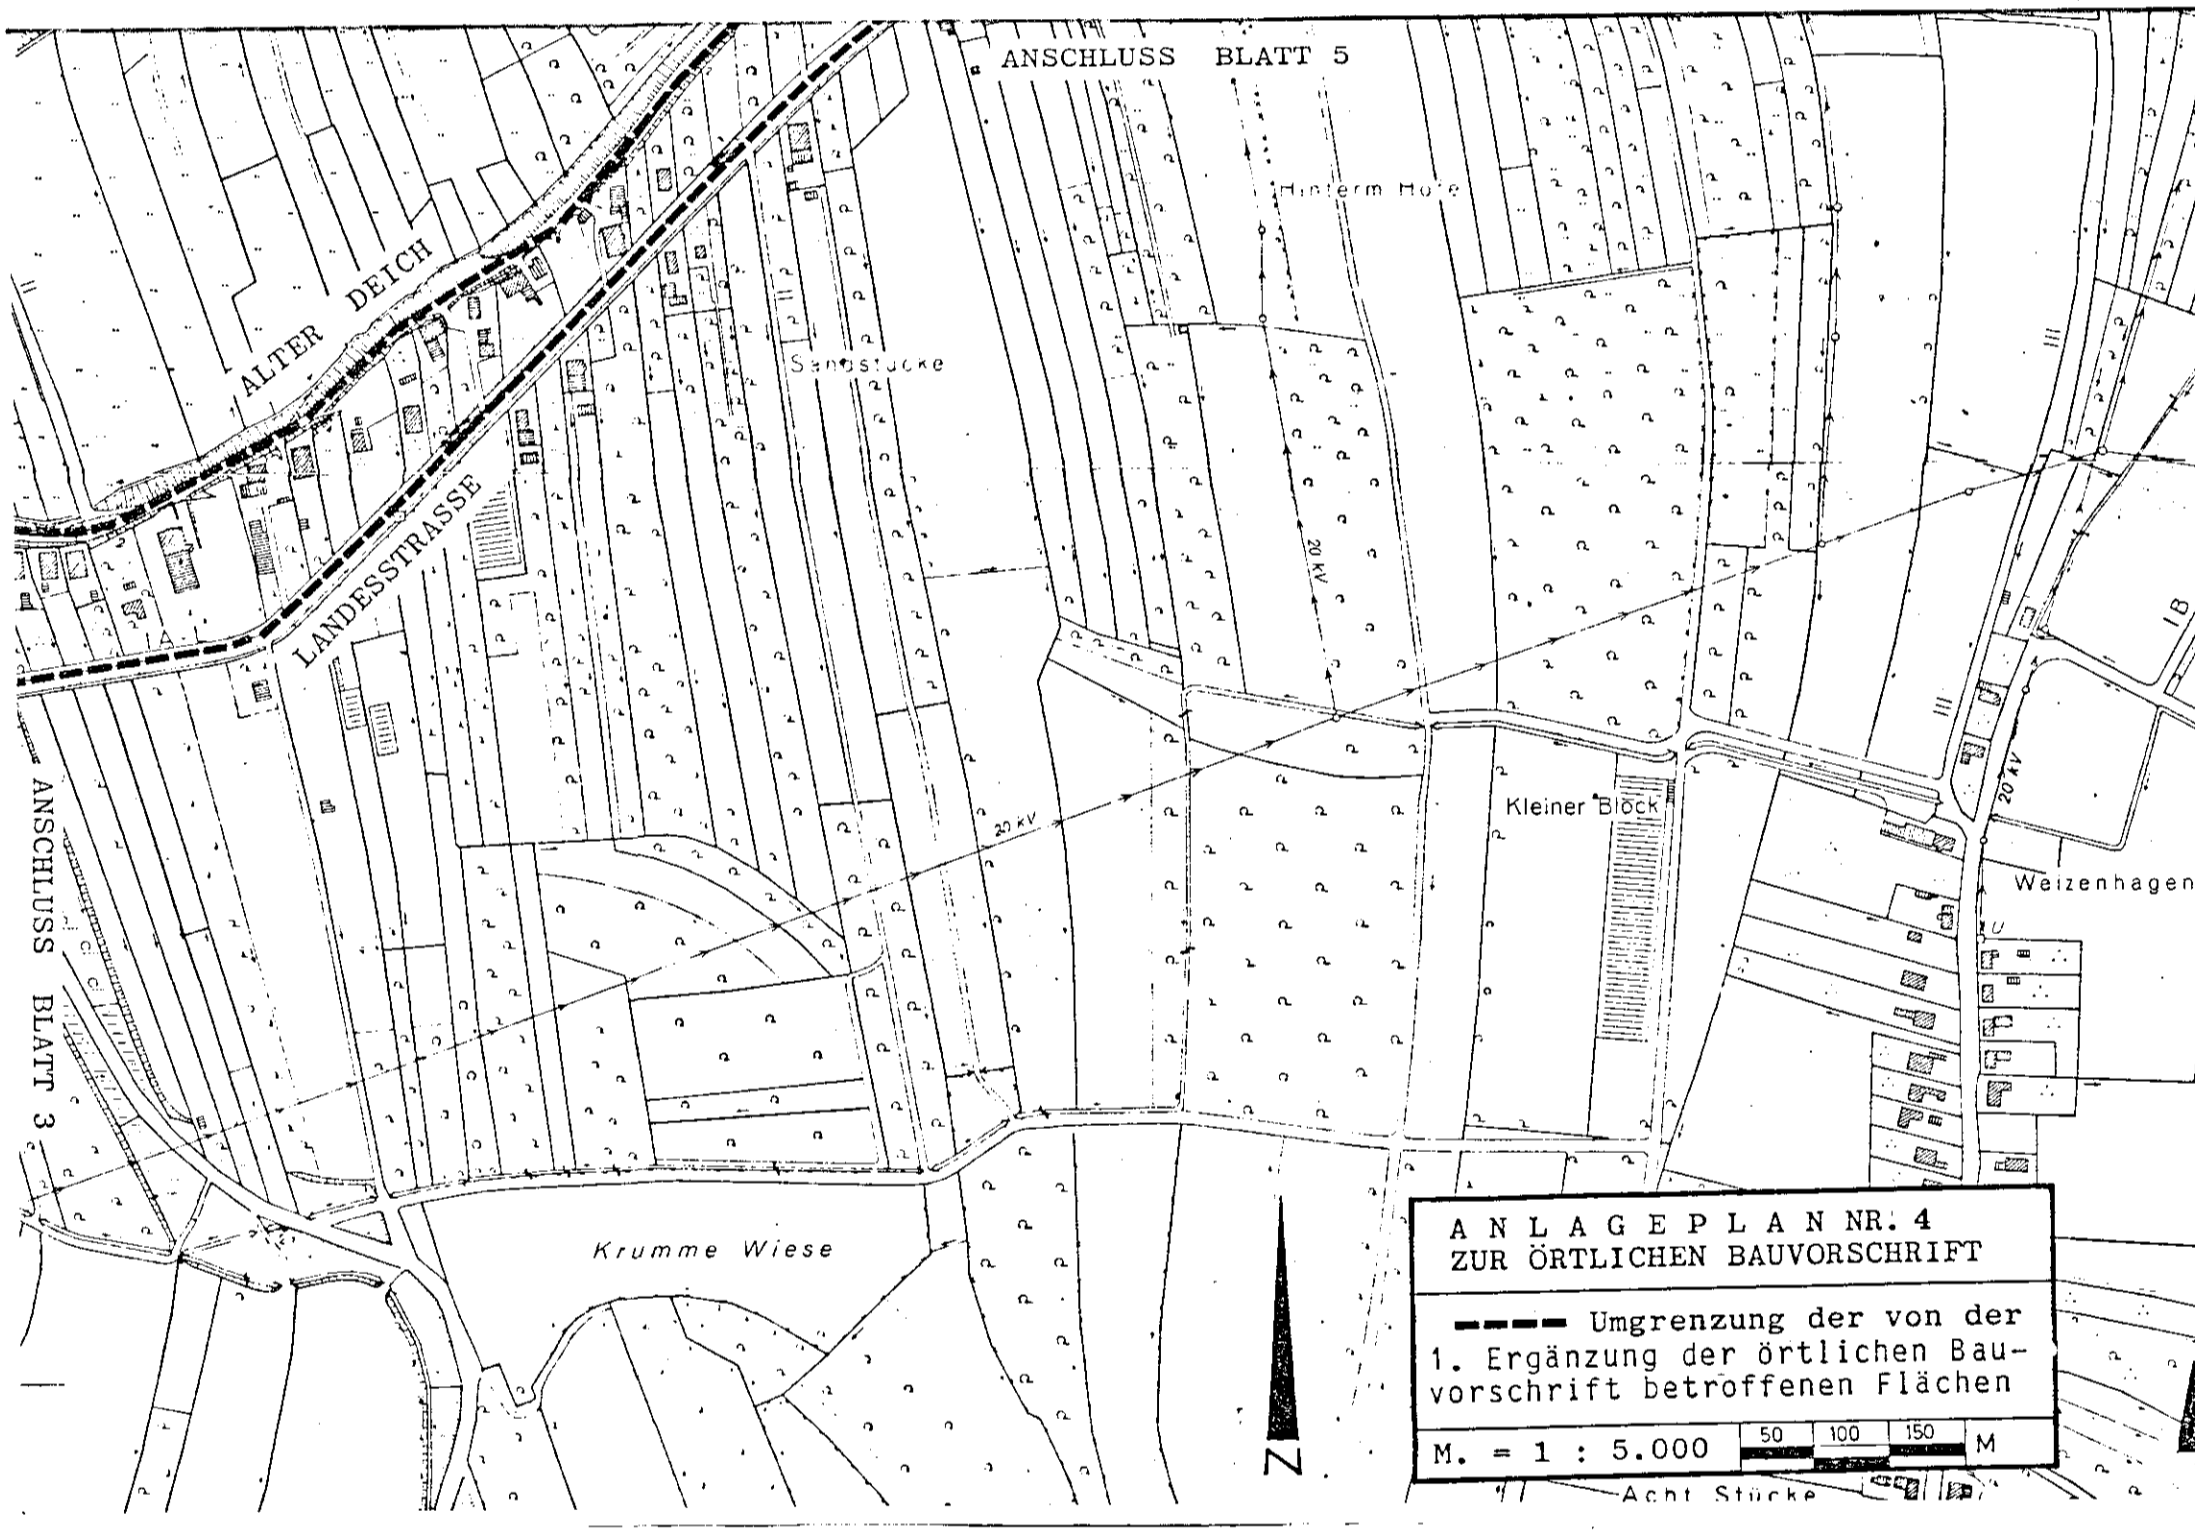 ANSCHLUSS BLATT 5
Hinterm Hofe
ALTER DEICH
Sandstücke
LANDESSTRASSE
20 kV
I B
ANSCHLUSS BLATT 3
20 kV
Kleiner Block
20 kV
Weizenhagen
U
Krumme Wiese
ANLAGEPLAN NR. 4
ZUR ÖRTLICHEN BAUVORSCHRIFT
Umgrenzung der von der
1. Ergänzung der örtlichen Bau-
vorschrift betroffenen Flächen
M. = 1 : 5.000
50 100 150 M
N
Acht Stücke